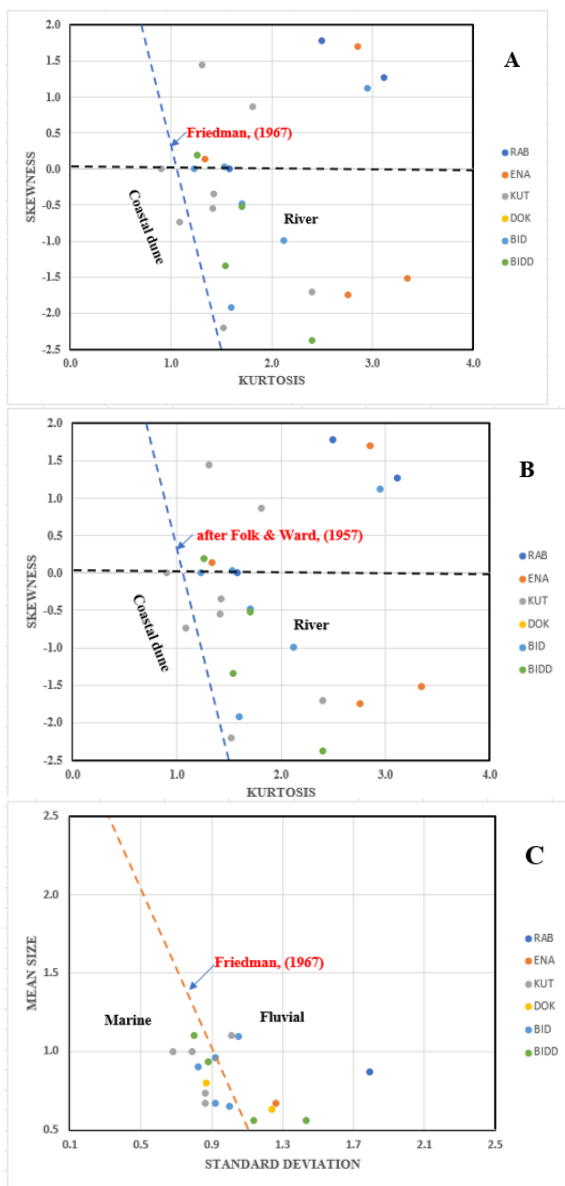 A
2.0
1.5
1.0
0.5
0.0
-0.5
-1.0
-1.5
-2.0
-2.5
SKEWNESS
Friedman, (1967)
Coastal dune
River
0.0
1.0
2.0
3.0
4.0
KURTOSIS
RAB
ENA
KUT
DOK
BID
BIDD
B
2.0
1.5
1.0
0.5
0.0
-0.5
-1.0
-1.5
-2.0
-2.5
SKEWNESS
after Folk & Ward, (1957)
Coastal dune
River
0.0
1.0
2.0
3.0
4.0
KURTOSIS
RAB
ENA
KUT
DOK
BID
BIDD
C
2.5
2.0
1.5
1.0
0.5
MEAN SIZE
Friedman, (1967)
Marine
Fluvial
0.1
0.5
0.9
1.3
1.7
2.1
2.5
STANDARD DEVIATION
RAB
ENA
KUT
DOK
BID
BIDD